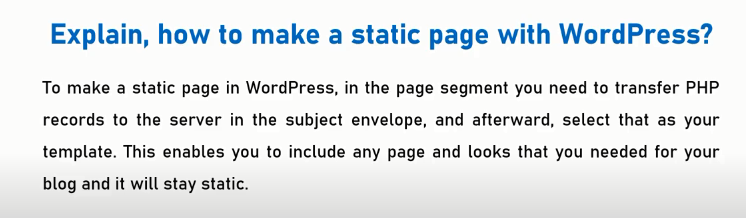 Explain, how to make a static page with WordPress?
To make a static page in WordPress, in the page segment you need to transfer PHP
records to the server in the subject envelope, and afterward, select that as your
template. This enables you to include any page and looks that you needed for your
blog and it will stay static.